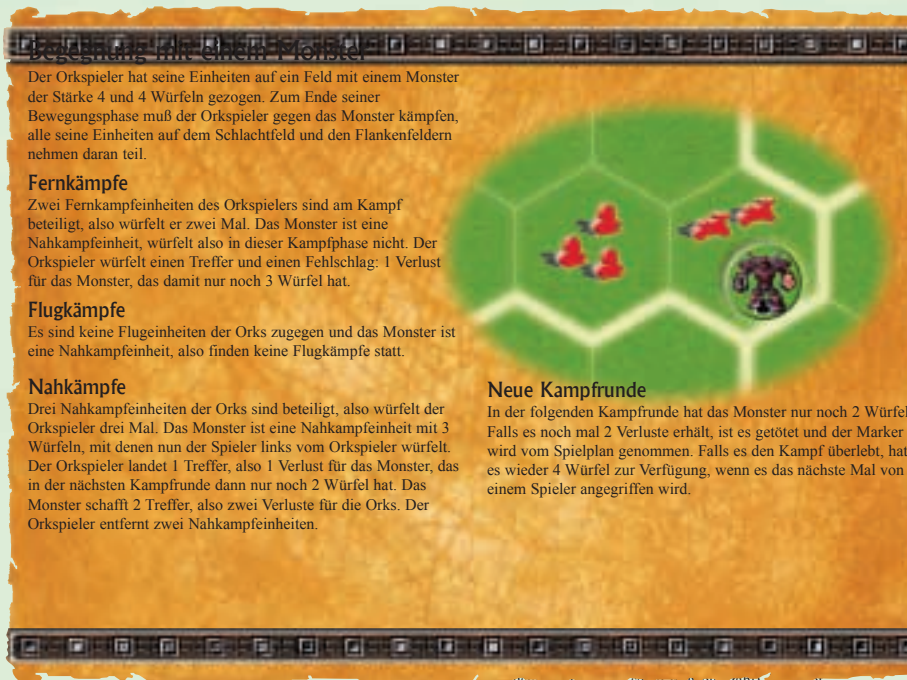 Begegnung mit einem Monster
Der Orkspieler hat seine Einheiten auf ein Feld mit einem Monster
der Stärke 4 und 4 Würfeln gezogen. Zum Ende seiner
Bewegungsphase muß der Orkspieler gegen das Monster kämpfen,
alle seine Einheiten auf dem Schlachtfeld und den Flankenfeldern
nehmen daran teil.
Fernkämpfe
Zwei Fernkampfeinheiten des Orkspielers sind am Kampf
beteiligt, also würfelt er zwei Mal. Das Monster ist eine
Nahkampfeinheit, würfelt also in dieser Kampfphase nicht. Der
Orkspieler würfelt einen Treffer und einen Fehlschlag: 1 Verlust
für das Monster, das damit nur noch 3 Würfel hat.
Flugkämpfe
Es sind keine Flugeinheiten der Orks zugegen und das Monster ist
eine Nahkampfeinheit, also finden keine Flugkämpfe statt.
Nahkämpfe
Drei Nahkampfeinheiten der Orks sind beteiligt, also würfelt der
Orkspieler drei Mal. Das Monster ist eine Nahkampfeinheit mit 3
Würfeln, mit denen nun der Spieler links vom Orkspieler würfelt.
Der Orkspieler landet 1 Treffer, also 1 Verlust für das Monster, das
in der nächsten Kampfrunde dann nur noch 2 Würfel hat. Das
Monster schafft 2 Treffer, also zwei Verluste für die Orks. Der
Orkspieler entfernt zwei Nahkampfeinheiten.
Neue Kampfrunde
In der folgenden Kampfrunde hat das Monster nur noch 2 Würfel
Falls es noch mal 2 Verluste erhält, ist es getötet und der Marker
wird vom Spielplan genommen. Falls es den Kampf überlebt, hat
es wieder 4 Würfel zur Verfügung, wenn es das nächste Mal von
einem Spieler angegriffen wird.